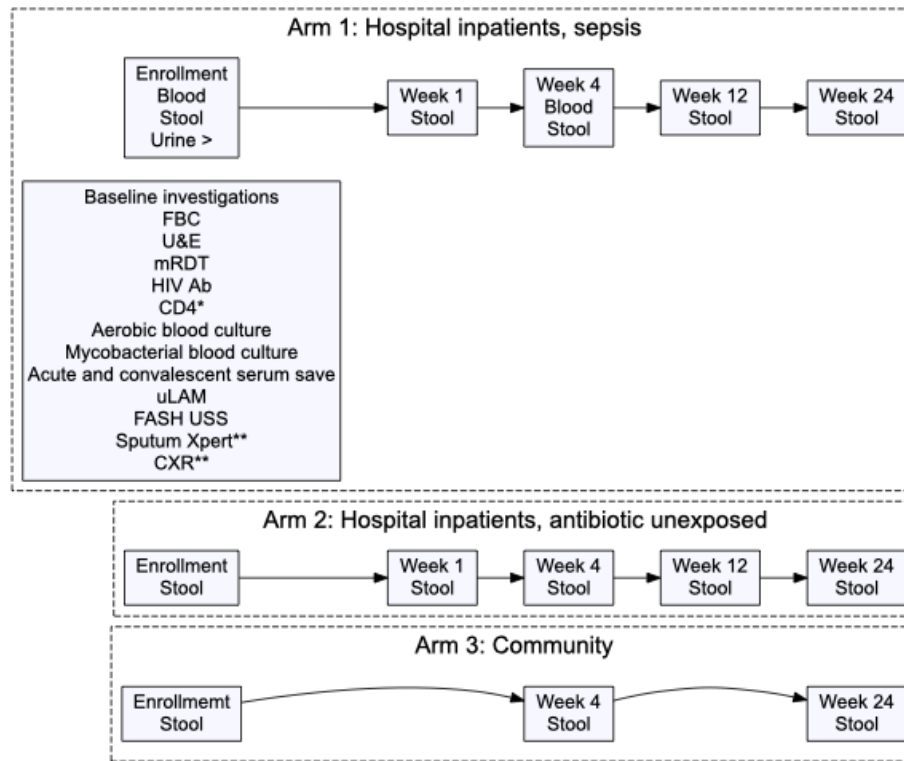 Arm 1: Hospital inpatients, sepsis
Enrollment
Blood
Stool
Urine >
Week 1
Stool
Week 4
Blood
Stool
Week 12
Stool
Week 24
Stool
Baseline investigations
FBC
U&E
mRDT
HIV Ab
CD4*
Aerobic blood culture
Mycobacterial blood culture
Acute and convalescent serum save
uLAM
FASH USS
Sputum Xpert**
CXR**
Arm 2: Hospital inpatients, antibiotic unexposed
Enrollment
Stool
Week 1
Stool
Week 4
Stool
Week 12
Stool
Week 24
Stool
Arm 3: Community
Enrollmemt
Stool
Week 4
Stool
Week 24
Stool